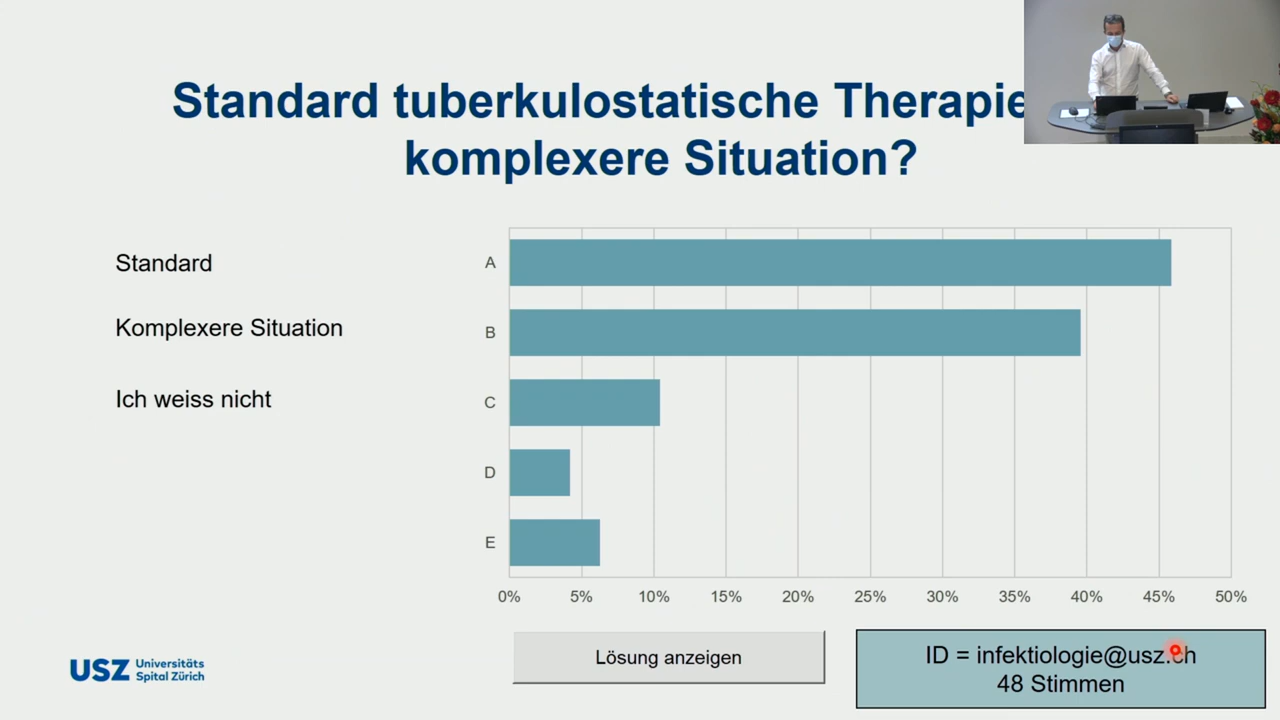 Standard tuberkulostatische Therapie
komplexere Situation?
Standard
Komplexere Situation
Ich weiss nicht
A
B
C
D
E
0% 5% 10% 15% 20% 25% 30% 35% 40% 45% 50%
Lösung anzeigen
ID = infektiologie@usz.ch
48 Stimmen
USZ Universitäts
Spital Zürich